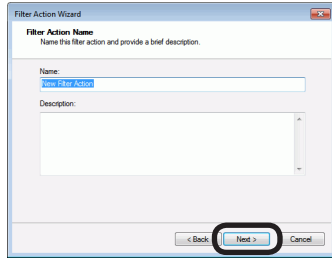 Filter Action Wizard
Filter Action Name
Name this filter action and provide a brief description.
Name:
New Filter Action
Description:
< Back
Next >
Cancel